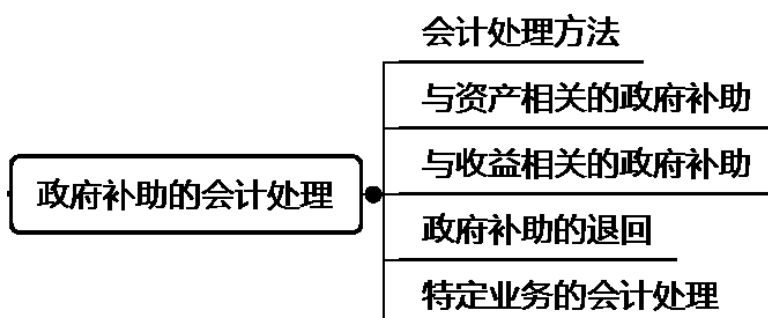 会计处理方法
与资产相关的政府补助
与收益相关的政府补助
政府补助的会计处理
政府补助的退回
特定业务的会计处理